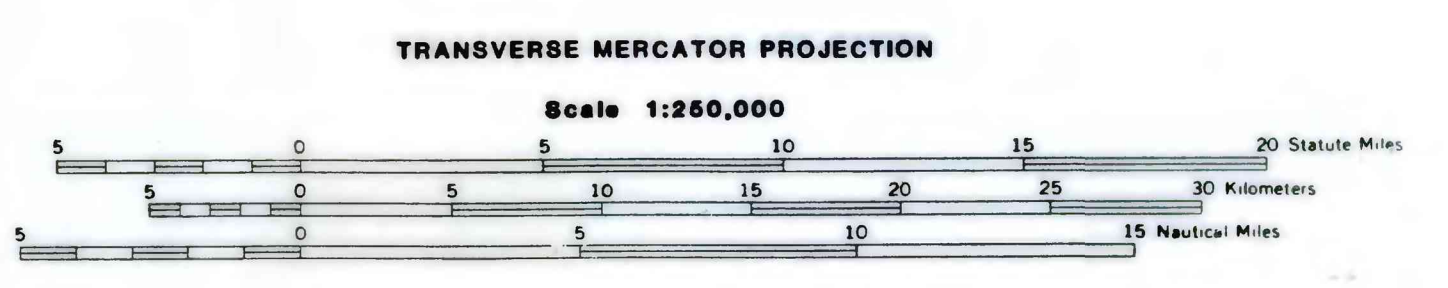 TRANSVERSE MERCATOR PROJECTION
Scale 1:250,000
5 0 5 10 15 20 Statute Miles
5 0 5 10 15 20 25 30 Kilometers
5 0 5 10 15 Nautical Miles